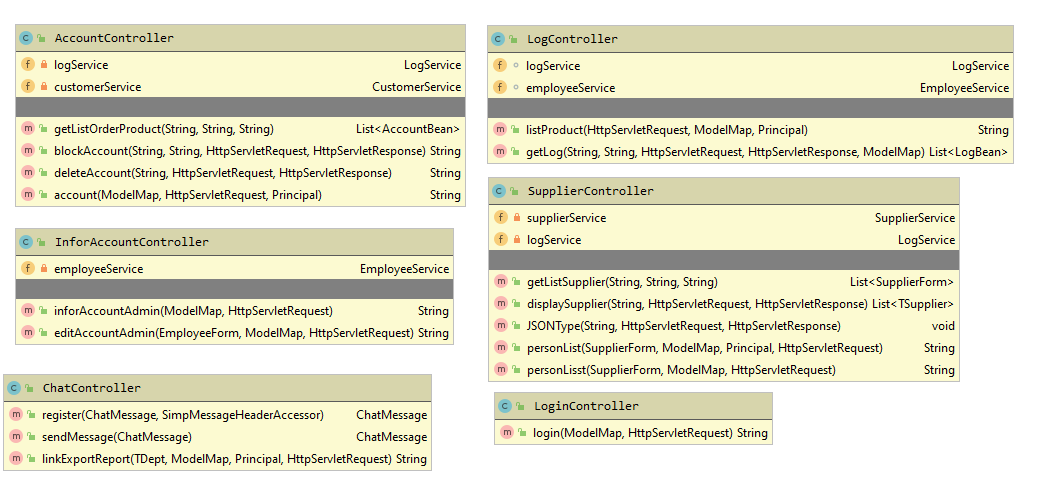 AccountController
logService LogService
customerService CustomerService
getListOrderProduct(String, String, String) List<AccountBean>
blockAccount(String, String, HttpServletRequest, HttpServletResponse) String
deleteAccount(String, HttpServletRequest, HttpServletResponse) String
account(ModelMap, HttpServletRequest, Principal) String
InforAccountController
employeeService EmployeeService
inforAccountAdmin(ModelMap, HttpServletRequest) String
editAccountAdmin(EmployeeForm, ModelMap, HttpServletRequest) String
ChatController
register(ChatMessage, SimpMessageHeaderAccessor) ChatMessage
sendMessage(ChatMessage) ChatMessage
linkExportReport(TDept, ModelMap, Principal, HttpServletRequest) String
LogController
logService LogService
employeeService EmployeeService
listProduct(HttpServletRequest, ModelMap, Principal) String
getLog(String, String, HttpServletRequest, HttpServletResponse, ModelMap) List<LogBean>
SupplierController
supplierService SupplierService
logService LogService
getListSupplier(String, String, String) List<SupplierForm>
displaySupplier(String, HttpServletRequest, HttpServletResponse) List<TSupplier>
JSONType(String, HttpServletRequest, HttpServletResponse) void
personList(SupplierForm, ModelMap, Principal, HttpServletRequest) String
personLisst(SupplierForm, ModelMap, HttpServletRequest) String
LoginController
login(ModelMap, HttpServletRequest) String